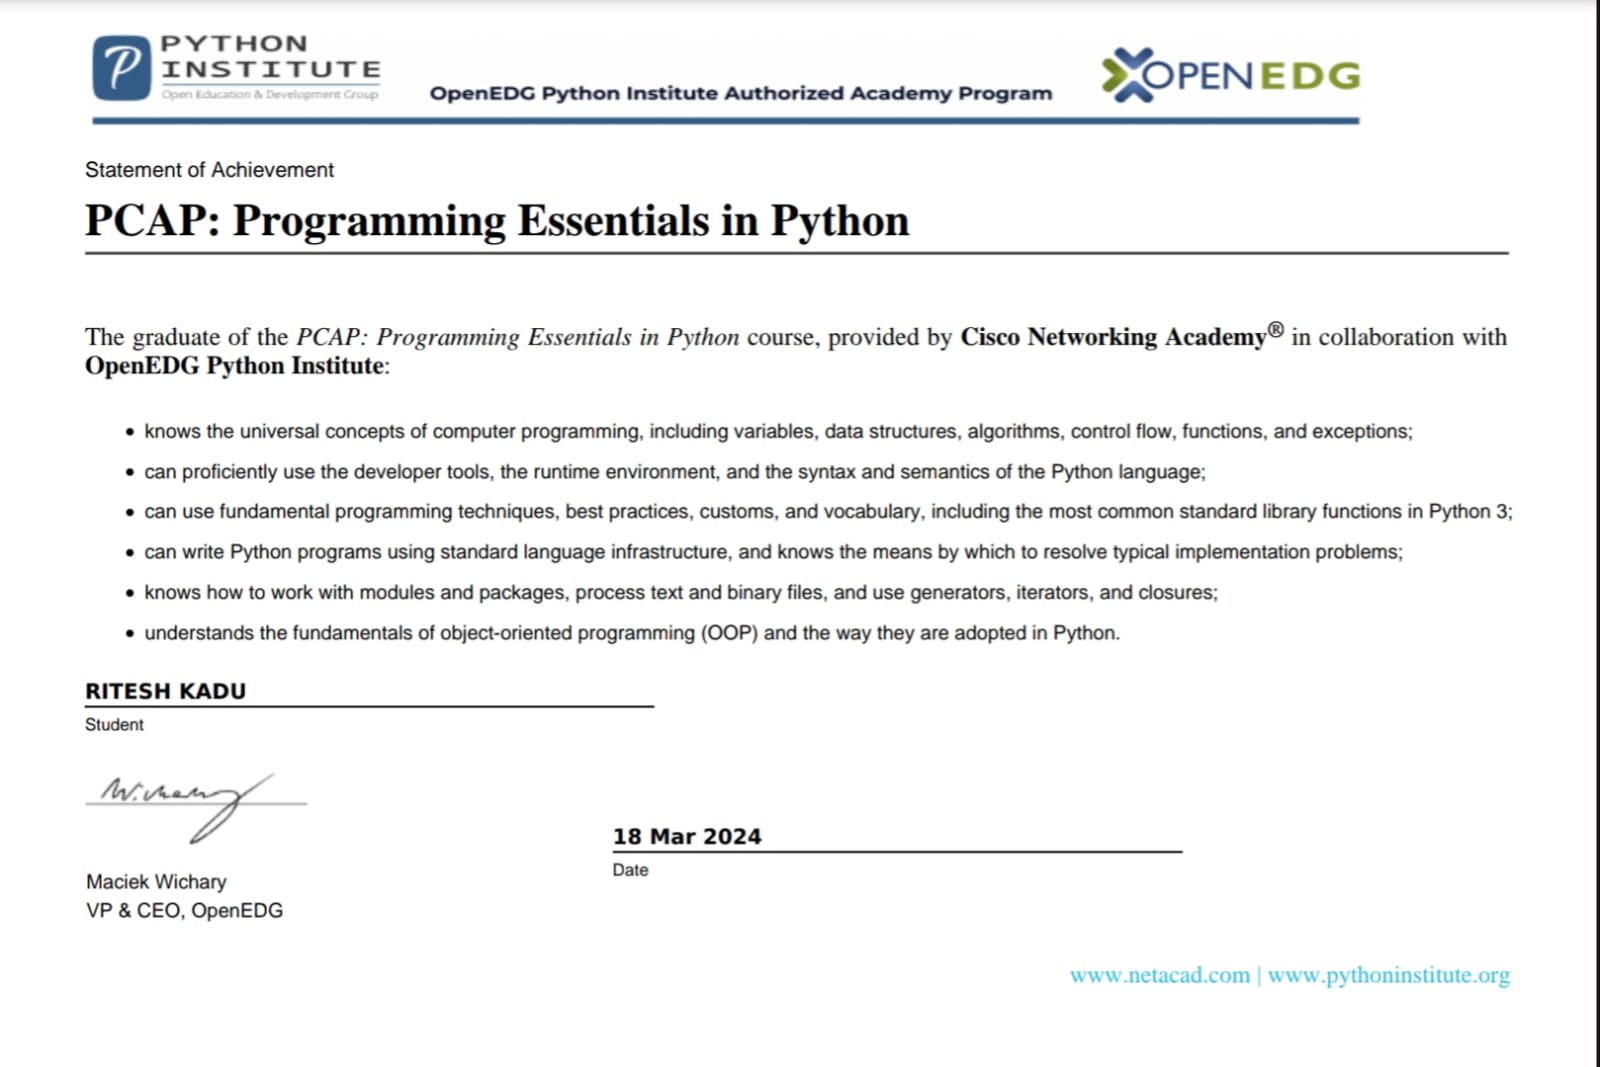 PYTHON
INSTITUTE
Open Education & Development Group
OpenEDG Python Institute Authorized Academy Program
OPENEDG
Statement of Achievement
PCAP: Programming Essentials in Python
The graduate of the PCAP: Programming Essentials in Python course, provided by Cisco Networking Academy® in collaboration with
OpenEDG Python Institute:
• knows the universal concepts of computer programming, including variables, data structures, algorithms, control flow, functions, and exceptions;
• can proficiently use the developer tools, the runtime environment, and the syntax and semantics of the Python language;
• can use fundamental programming techniques, best practices, customs, and vocabulary, including the most common standard library functions in Python 3;
• can write Python programs using standard language infrastructure, and knows the means by which to resolve typical implementation problems;
• knows how to work with modules and packages, process text and binary files, and use generators, iterators, and closures;
• understands the fundamentals of object-oriented programming (OOP) and the way they are adopted in Python.
RITESH KADU
Student
W.Wichary
18 Mar 2024
Date
Maciek Wichary
VP & CEO, OpenEDG
www.netacad.com | www.pythoninstitute.org